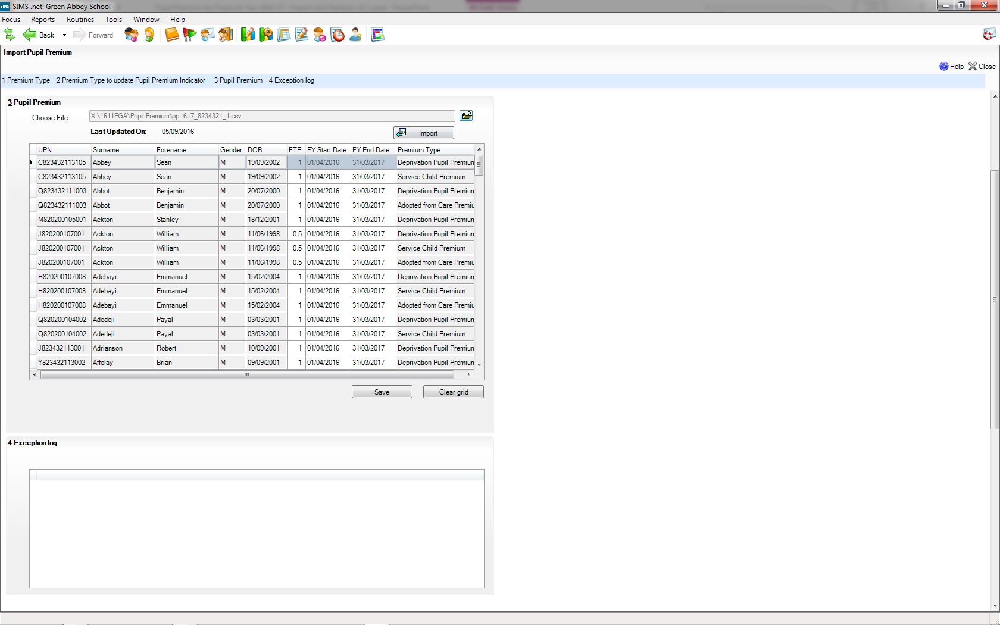 SIMS SIMS .net: Green Abbey School
Focus Reports Routines Tools Window Help
Back Forward
Import Pupil Premium
Help Close
1 Premium Type 2 Premium Type to update Pupil Premium Indicator 3 Pupil Premium 4 Exception log
3 Pupil Premium
Choose File: X:\1611EGA\Pupil Premium\pp1617_8234321_1.csv
Last Updated On: 05/09/2016 Import
UPN Surname Forename Gender DOB FTE FY Start Date FY End Date Premium Type
C823432113105 Abbey Sean M 19/09/2002 1 01/04/2016 31/03/2017 Deprivation Pupil Premium
C823432113105 Abbey Sean M 19/09/2002 1 01/04/2016 31/03/2017 Service Child Premium
Q823432111003 Abbot Benjamin M 20/07/2000 1 01/04/2016 31/03/2017 Deprivation Pupil Premium
Q823432111003 Abbot Benjamin M 20/07/2000 1 01/04/2016 31/03/2017 Adopted from Care Premiu
M820200105001 Ackton Stanley M 18/12/2001 1 01/04/2016 31/03/2017 Deprivation Pupil Premium
J820200107001 Ackton William M 11/06/1998 0.5 01/04/2016 31/03/2017 Deprivation Pupil Premium
J820200107001 Ackton William M 11/06/1998 0.5 01/04/2016 31/03/2017 Service Child Premium
J820200107001 Ackton William M 11/06/1998 0.5 01/04/2016 31/03/2017 Adopted from Care Premiu
H820200107008 Adebayi Emmanuel M 15/02/2004 1 01/04/2016 31/03/2017 Deprivation Pupil Premium
H820200107008 Adebayi Emmanuel M 15/02/2004 1 01/04/2016 31/03/2017 Service Child Premium
H820200107008 Adebayi Emmanuel M 15/02/2004 1 01/04/2016 31/03/2017 Adopted from Care Premiu
Q820200104002 Adedeji Payal M 03/03/2001 1 01/04/2016 31/03/2017 Deprivation Pupil Premium
Q820200104002 Adedeji Payal M 03/03/2001 1 01/04/2016 31/03/2017 Service Child Premium
J823432113001 Adrianson Robert M 10/09/2001 1 01/04/2016 31/03/2017 Deprivation Pupil Premium
Y823432113002 Affelay Brian M 09/09/2001 1 01/04/2016 31/03/2017 Deprivation Pupil Premium
Save Clear grid
4 Exception log